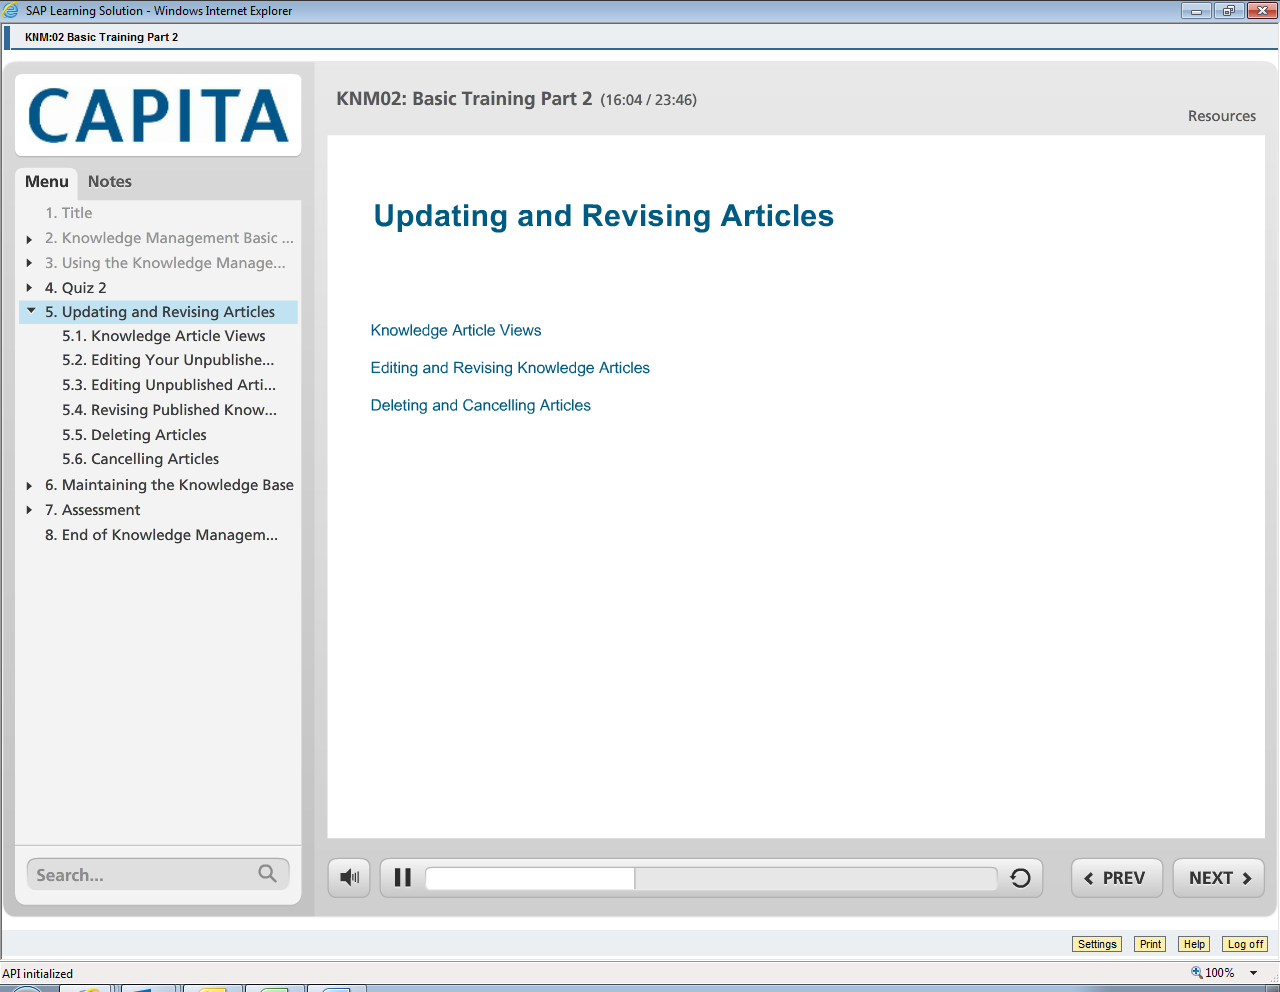 SAP Learning Solution - Windows Internet Explorer
KNM:02 Basic Training Part 2
CAPITA
KNM02: Basic Training Part 2 (16:04 / 23:46)
Resources
Menu Notes
1. Title
2. Knowledge Management Basic ...
3. Using the Knowledge Manage...
4. Quiz 2
5. Updating and Revising Articles
5.1. Knowledge Article Views
5.2. Editing Your Unpublishe...
5.3. Editing Unpublished Arti...
5.4. Revising Published Know...
5.5. Deleting Articles
5.6. Cancelling Articles
6. Maintaining the Knowledge Base
7. Assessment
8. End of Knowledge Managem...
Search...
Updating and Revising Articles
Knowledge Article Views
Editing and Revising Knowledge Articles
Deleting and Cancelling Articles
PREV NEXT
Settings Print Help Log off
API initialized
100%